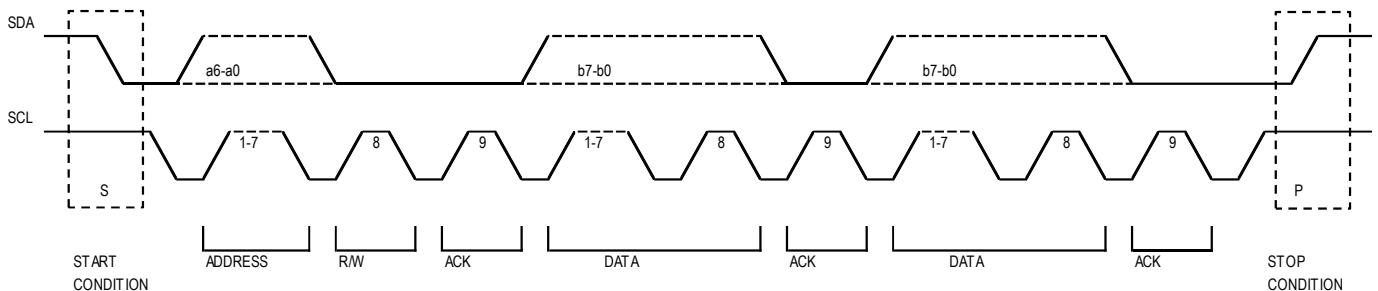 SDA
a6-a0 b7-b0 b7-b0
SCL
1-7 8 9 1-7 8 9 1-7 8 9
S P
START CONDITION ADDRESS R/W ACK DATA ACK DATA ACK STOP CONDITION